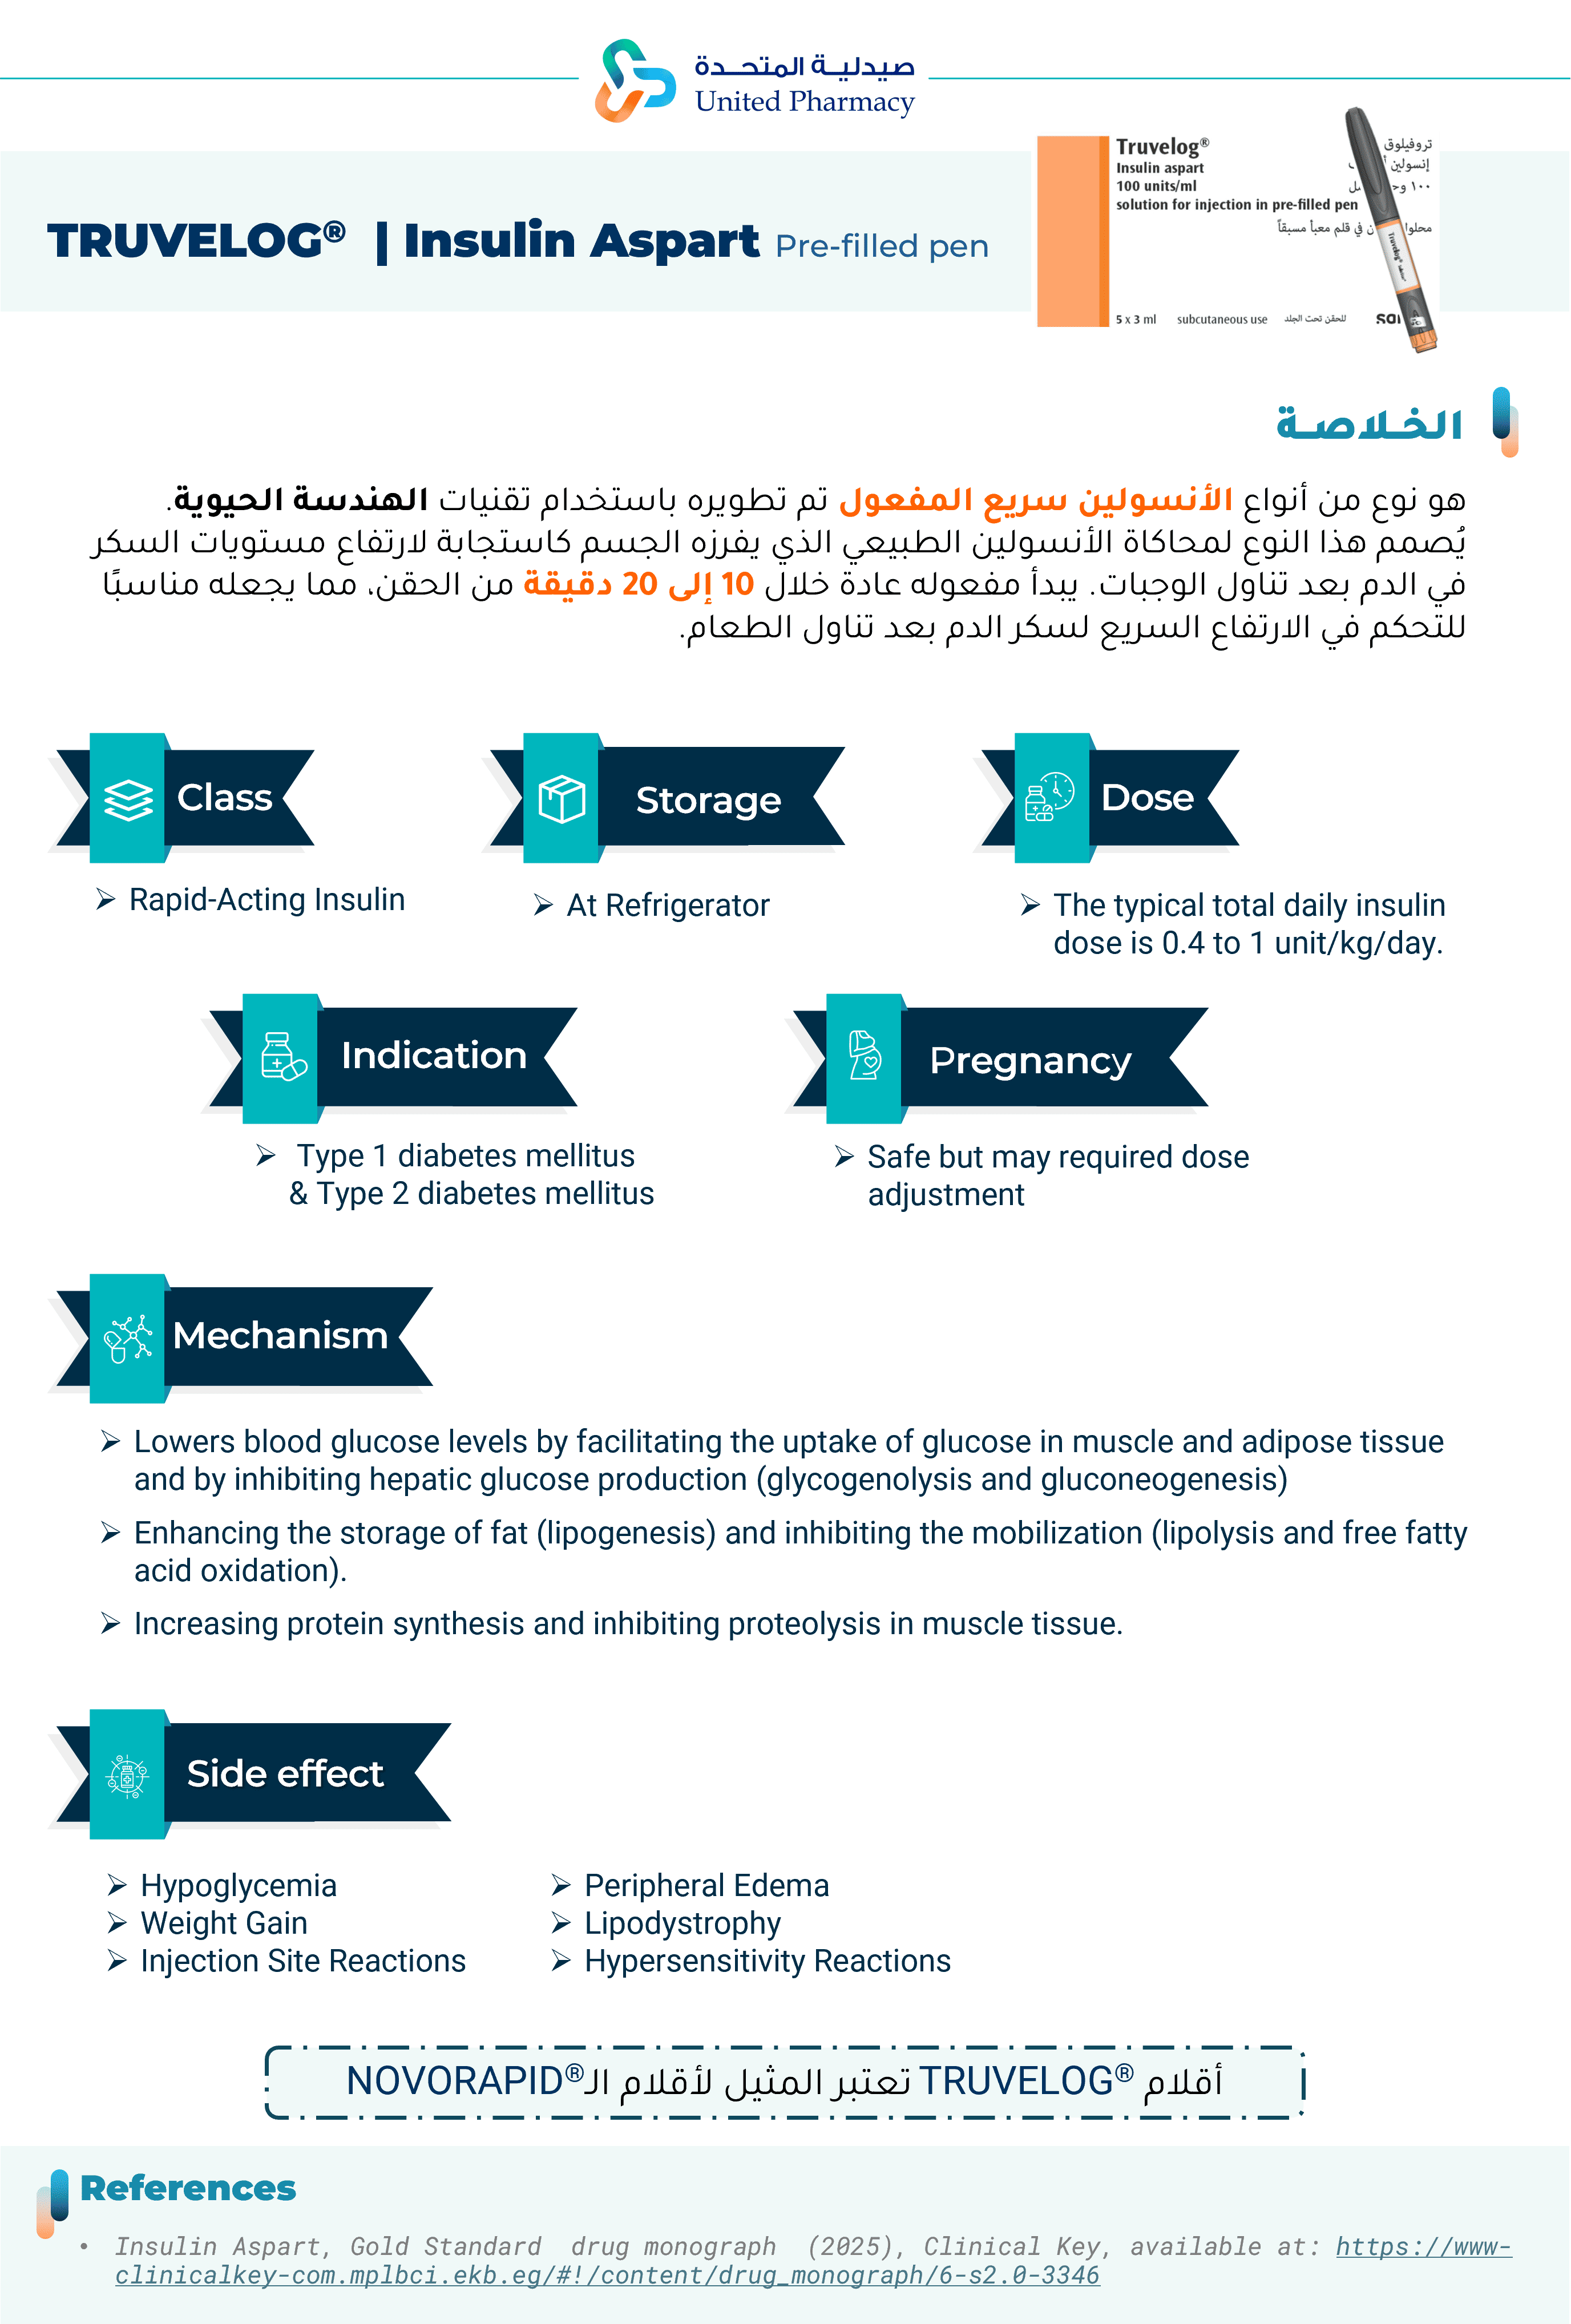 صيدلية المتحدة
United Pharmacy
Truvelog®
Insulin aspart
100 units/ml
solution for injection in pre-filled pen
5 x 3 ml subcutaneous use للحقن تحت الجلد
تروفيلوق
إنسولين
١٠٠
في قلم معبأ مسبقاً
Truvelog®
TRUVELOG® | Insulin Aspart Pre-filled pen
الخلاصة
هو نوع من أنواع الأنسولين سريع المفعول تم تطويره باستخدام تقنيات الهندسة الحيوية.
يُصمم هذا النوع لمحاكاة الأنسولين الطبيعي الذي يفرزه الجسم كاستجابة لارتفاع مستويات السكر
في الدم بعد تناول الوجبات. يبدأ مفعوله عادة خلال 10 إلى 20 دقيقة من الحقن، مما يجعله مناسبًا
للتحكم في الارتفاع السريع لسكر الدم بعد تناول الطعام.
Class
➢ Rapid-Acting Insulin
Storage
➢ At Refrigerator
Dose
➢ The typical total daily insulin
dose is 0.4 to 1 unit/kg/day.
Indication
➢ Type 1 diabetes mellitus
& Type 2 diabetes mellitus
Pregnancy
➢ Safe but may required dose
adjustment
Mechanism
➢ Lowers blood glucose levels by facilitating the uptake of glucose in muscle and adipose tissue
and by inhibiting hepatic glucose production (glycogenolysis and gluconeogenesis)
➢ Enhancing the storage of fat (lipogenesis) and inhibiting the mobilization (lipolysis and free fatty
acid oxidation).
➢ Increasing protein synthesis and inhibiting proteolysis in muscle tissue.
Side effect
➢ Hypoglycemia
➢ Weight Gain
➢ Injection Site Reactions
➢ Peripheral Edema
➢ Lipodystrophy
➢ Hypersensitivity Reactions
أقلام TRUVELOG® تعتبر المثيل لأقلام الـNOVORAPID®
References
• Insulin Aspart, Gold Standard drug monograph (2025), Clinical Key, available at: https://www-
clinicalkey-com.mplbci.ekb.eg/#!/content/drug_monograph/6-s2.0-3346